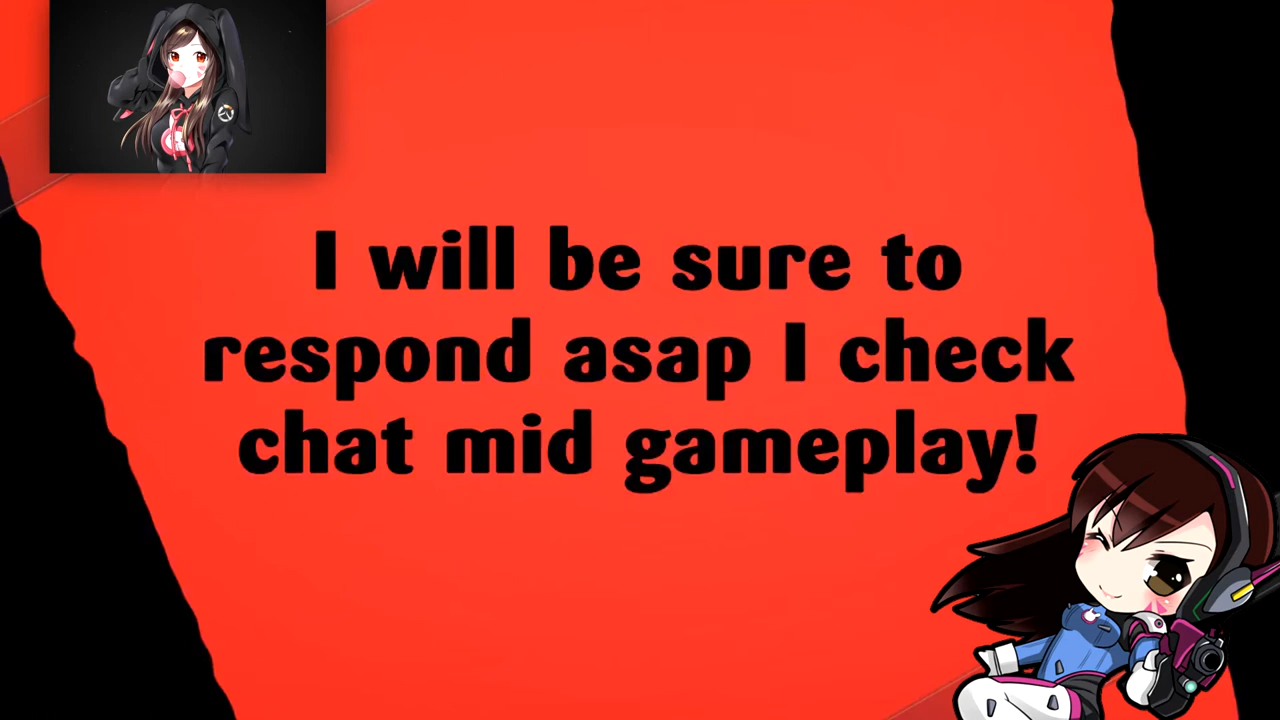 I will be sure to
respond asap I check
chat mid gameplay!